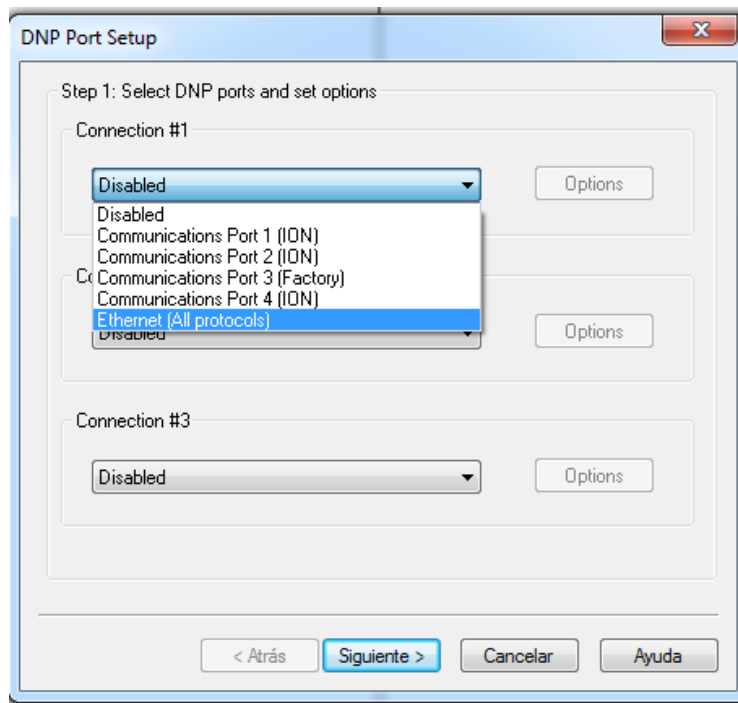 DNP Port Setup
Step 1: Select DNP ports and set options
Connection #1
Disabled
Options
Disabled
Communications Port 1 (ION)
Communications Port 2 (ION)
Communications Port 3 (Factory)
Communications Port 4 (ION)
Ethernet (All protocols)
Disabled
Options
Connection #3
Disabled
Options
< Atrás
Siguiente >
Cancelar
Ayuda